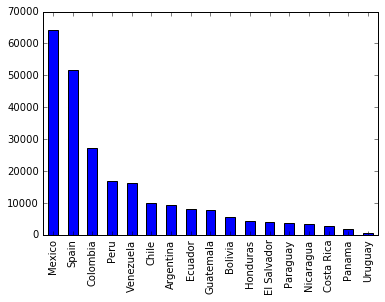 70000
60000
50000
40000
30000
20000
10000
0
Mexico
Spain
Colombia
Peru
Venezuela
Chile
Argentina
Ecuador
Guatemala
Bolivia
Honduras
El Salvador
Paraguay
Nicaragua
Costa Rica
Panama
Uruguay